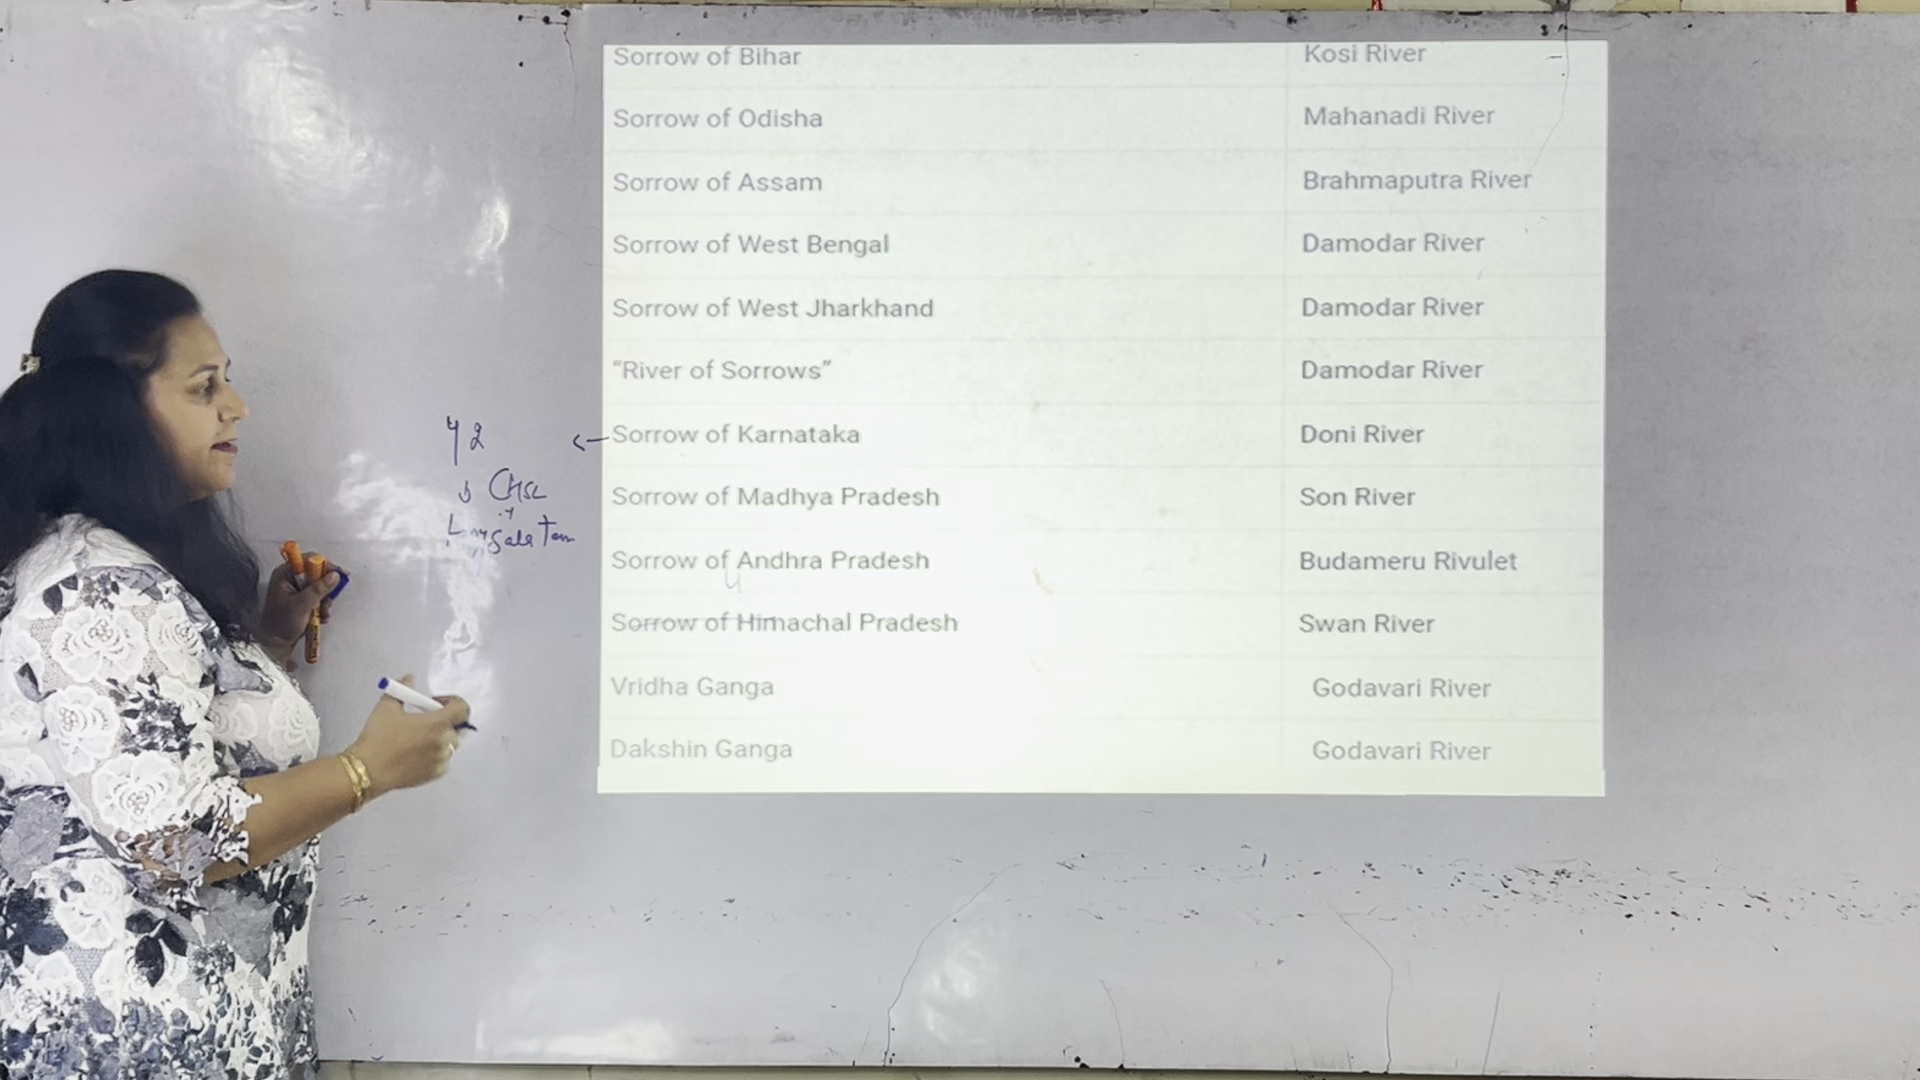 Sorrow of Bihar Kosi River
Sorrow of Odisha Mahanadi River
Sorrow of Assam Brahmaputra River
Sorrow of West Bengal Damodar River
Sorrow of West Jharkhand Damodar River
“River of Sorrows” Damodar River
Sorrow of Karnataka Doni River
Sorrow of Madhya Pradesh Son River
Sorrow of Andhra Pradesh Budameru Rivulet
Sorrow of Himachal Pradesh Swan River
Vridha Ganga Godavari River
Dakshin Ganga Godavari River